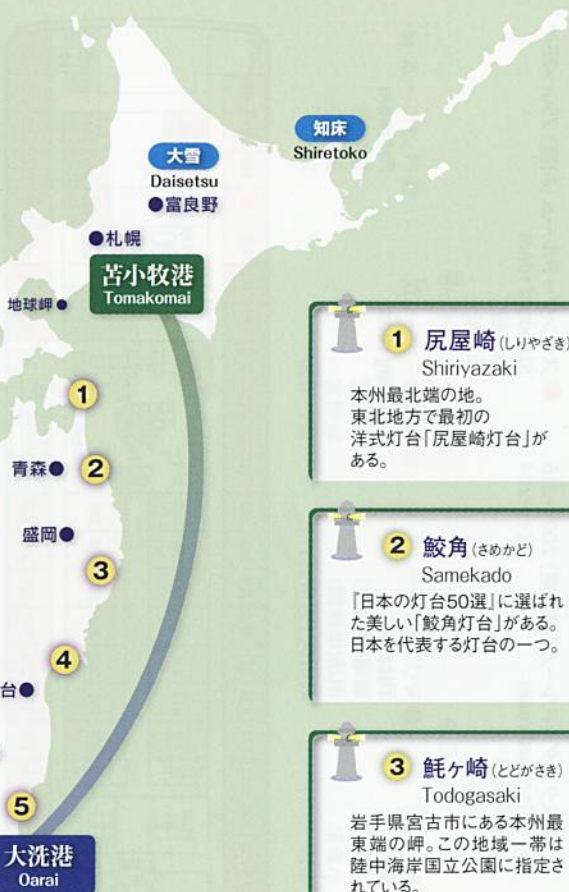 知床
Shiretoko
大雪
Daisetsu
●富良野
●札幌
苫小牧港
Tomakomai
地球岬●
1
青森●
2
盛岡●
3
4
台●
5
大洗港
Oarai
1 尻屋崎(しりやざき)
Shiriyazaki
本州最北端の地。
東北地方で最初の
洋式灯台「尻屋崎灯台」が
ある。
2 鮫角(さめかど)
Samekado
『日本の灯台50選』に選ばれ
た美しい「鮫角灯台」がある。
日本を代表する灯台の一つ。
3 魹ヶ崎(とどがさき)
Todogasaki
岩手県宮古市にある本州最
東端の岬。この地域一帯は
陸中海岸国立公園に指定さ
れている。